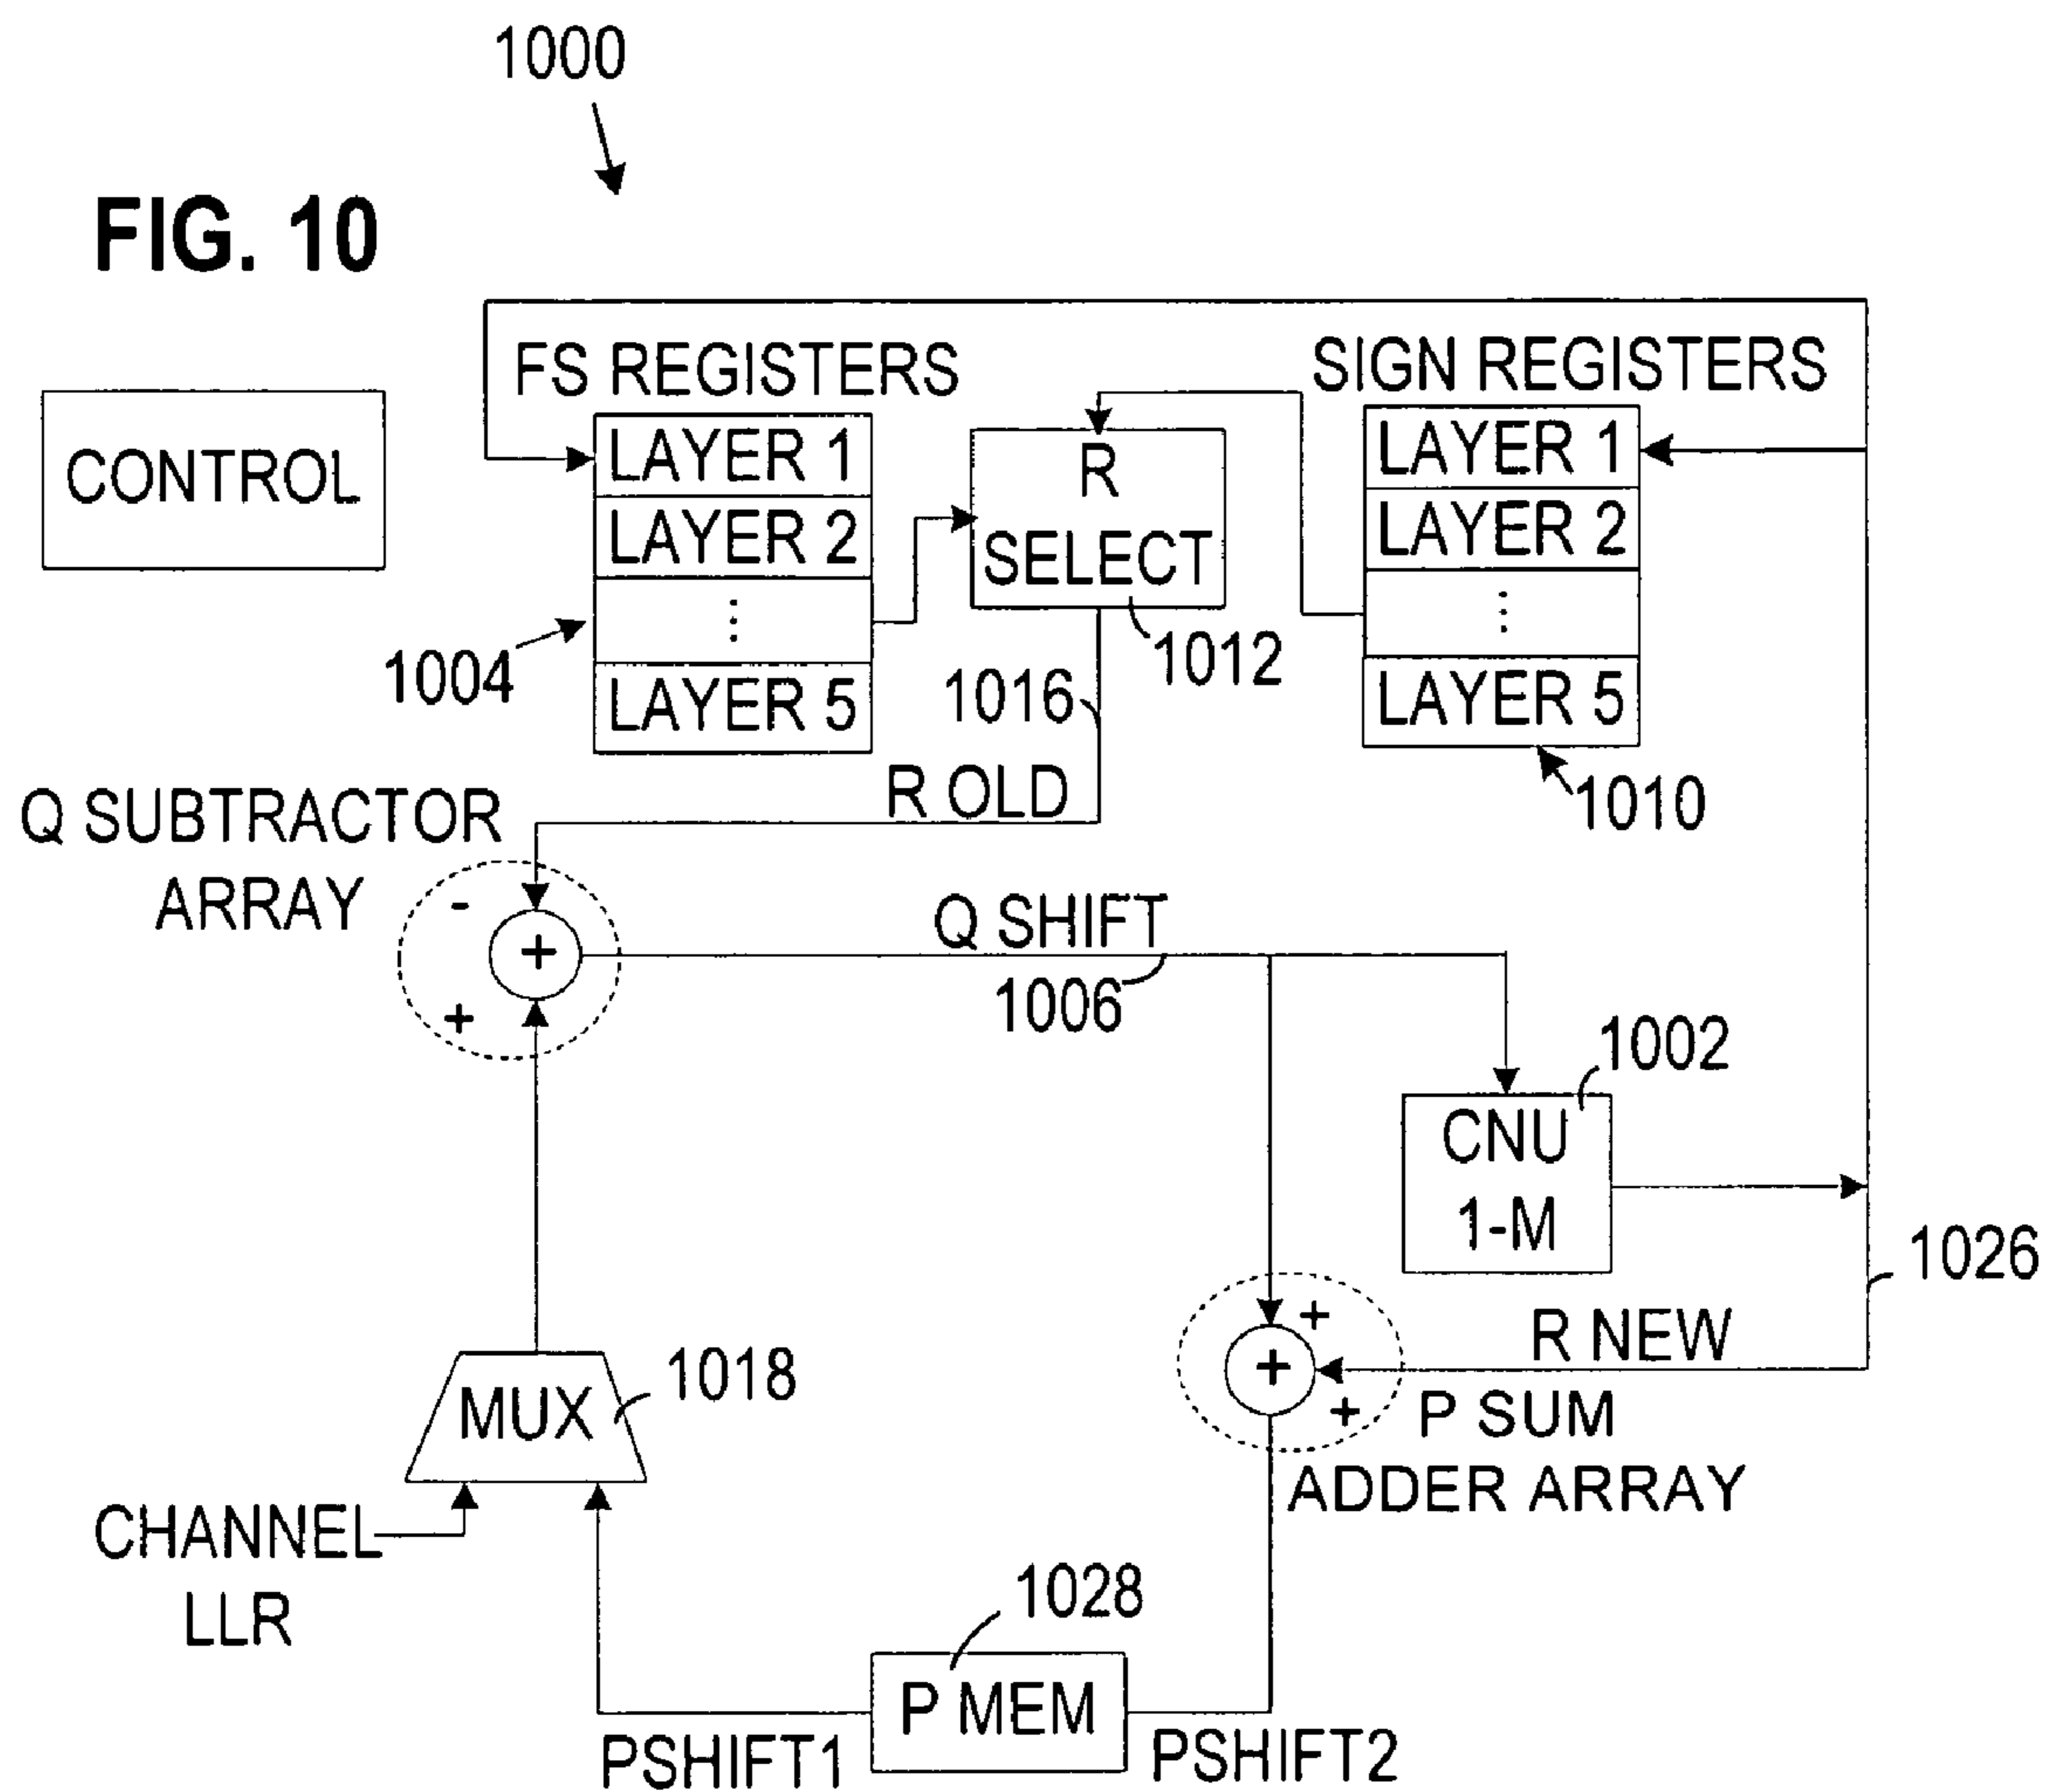 1000
FIG. 10
FS REGISTERS
SIGN REGISTERS
CONTROL
LAYER 1
LAYER 2
⋮
LAYER 5
1004
R
SELECT
1012
LAYER 1
LAYER 2
⋮
LAYER 5
1010
1016
R OLD
Q SUBTRACTOR
ARRAY
-
+
+
Q SHIFT
1006
1002
CNU
1-M
1026
+
+
+
R NEW
P SUM
ADDER ARRAY
MUX
1018
CHANNEL
LLR
1028
P MEM
PSHIFT1
PSHIFT2